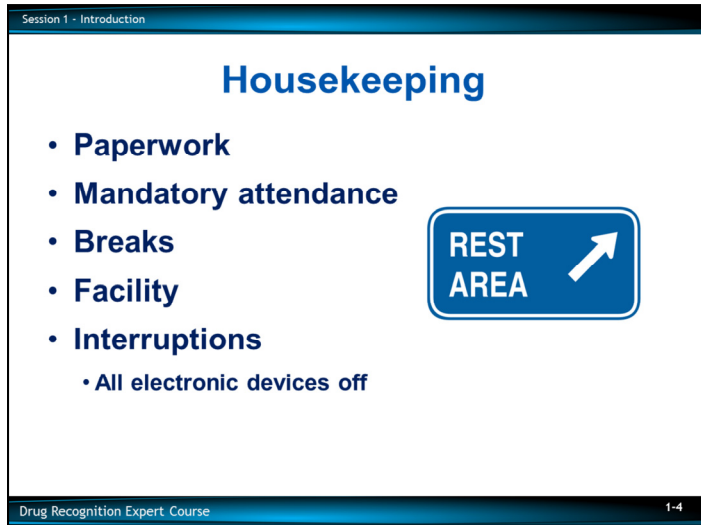 Session 1 - Introduction
Housekeeping
• Paperwork
• Mandatory attendance
• Breaks
• Facility
• Interruptions
• All electronic devices off
REST
AREA
Drug Recognition Expert Course
1-4